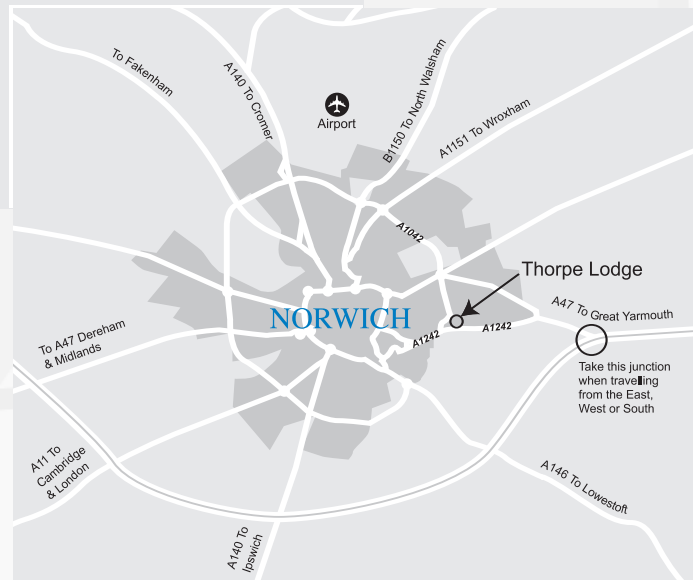 To Fakenham
A140 To Cromer
Airport
B1150 To North Walsham
A1151 To Wroxham
A1042
Thorpe Lodge
A47 To Great Yarmouth
NORWICH
A1242
A1242
Take this junction
when travelling
from the East,
West or South
To A47 Dereham
& Midlands
A11 To
Cambridge
& London
A140 To
Ipswich
A146 To Lowestoft